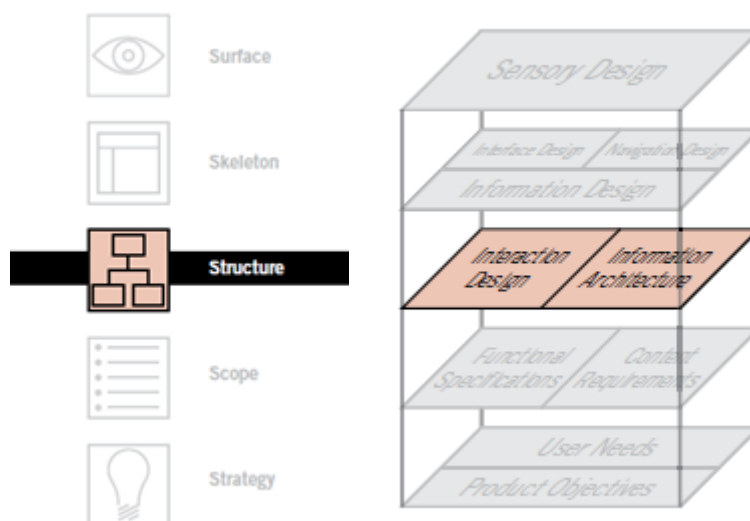 Surface
Skeleton
Structure
Scope
Strategy
Sensory Design
Interface Design
Navigation Design
Information Design
Interaction
Design
Information
Architecture
Functional
Specifications
Content
Requirements
User Needs
Product Objectives